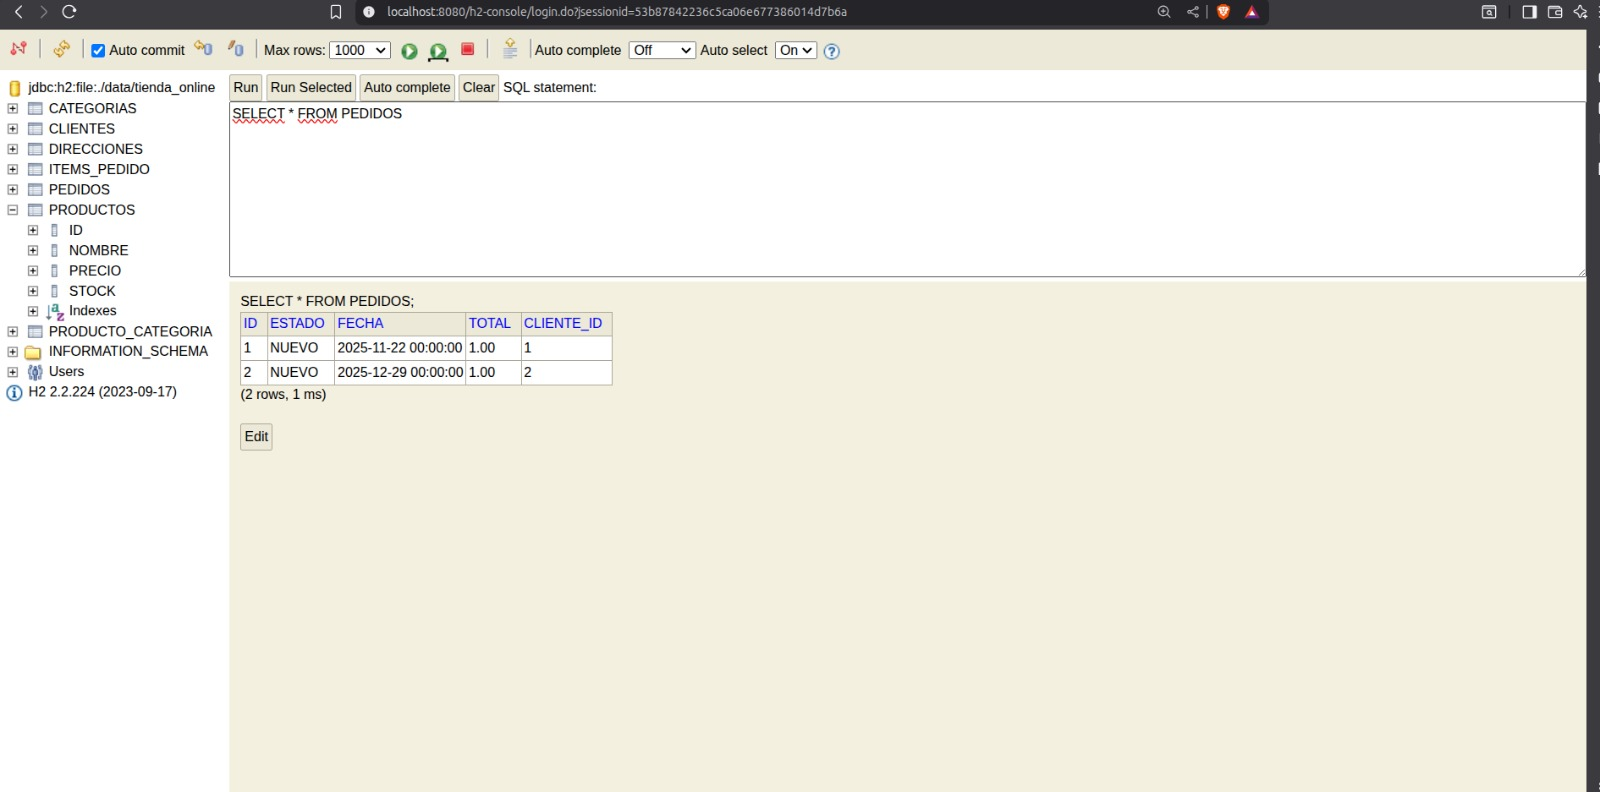 localhost:8080/h2-console/login.do?jsessionid=53b87842236c5ca06e677386014d7b6a
Auto commit Max rows: 1000 Auto complete Off Auto select On ?
jdbc:h2:file:./data/tienda_online
CATEGORIAS
CLIENTES
DIRECCIONES
ITEMS_PEDIDO
PEDIDOS
PRODUCTOS
ID
NOMBRE
PRECIO
STOCK
Indexes
PRODUCTO_CATEGORIA
INFORMATION_SCHEMA
Users
H2 2.2.224 (2023-09-17)
Run Run Selected Auto complete Clear SQL statement:
SELECT * FROM PEDIDOS
SELECT * FROM PEDIDOS;
ID ESTADO FECHA TOTAL CLIENTE_ID
1 NUEVO 2025-11-22 00:00:00 1.00 1
2 NUEVO 2025-12-29 00:00:00 1.00 2
(2 rows, 1 ms)
Edit